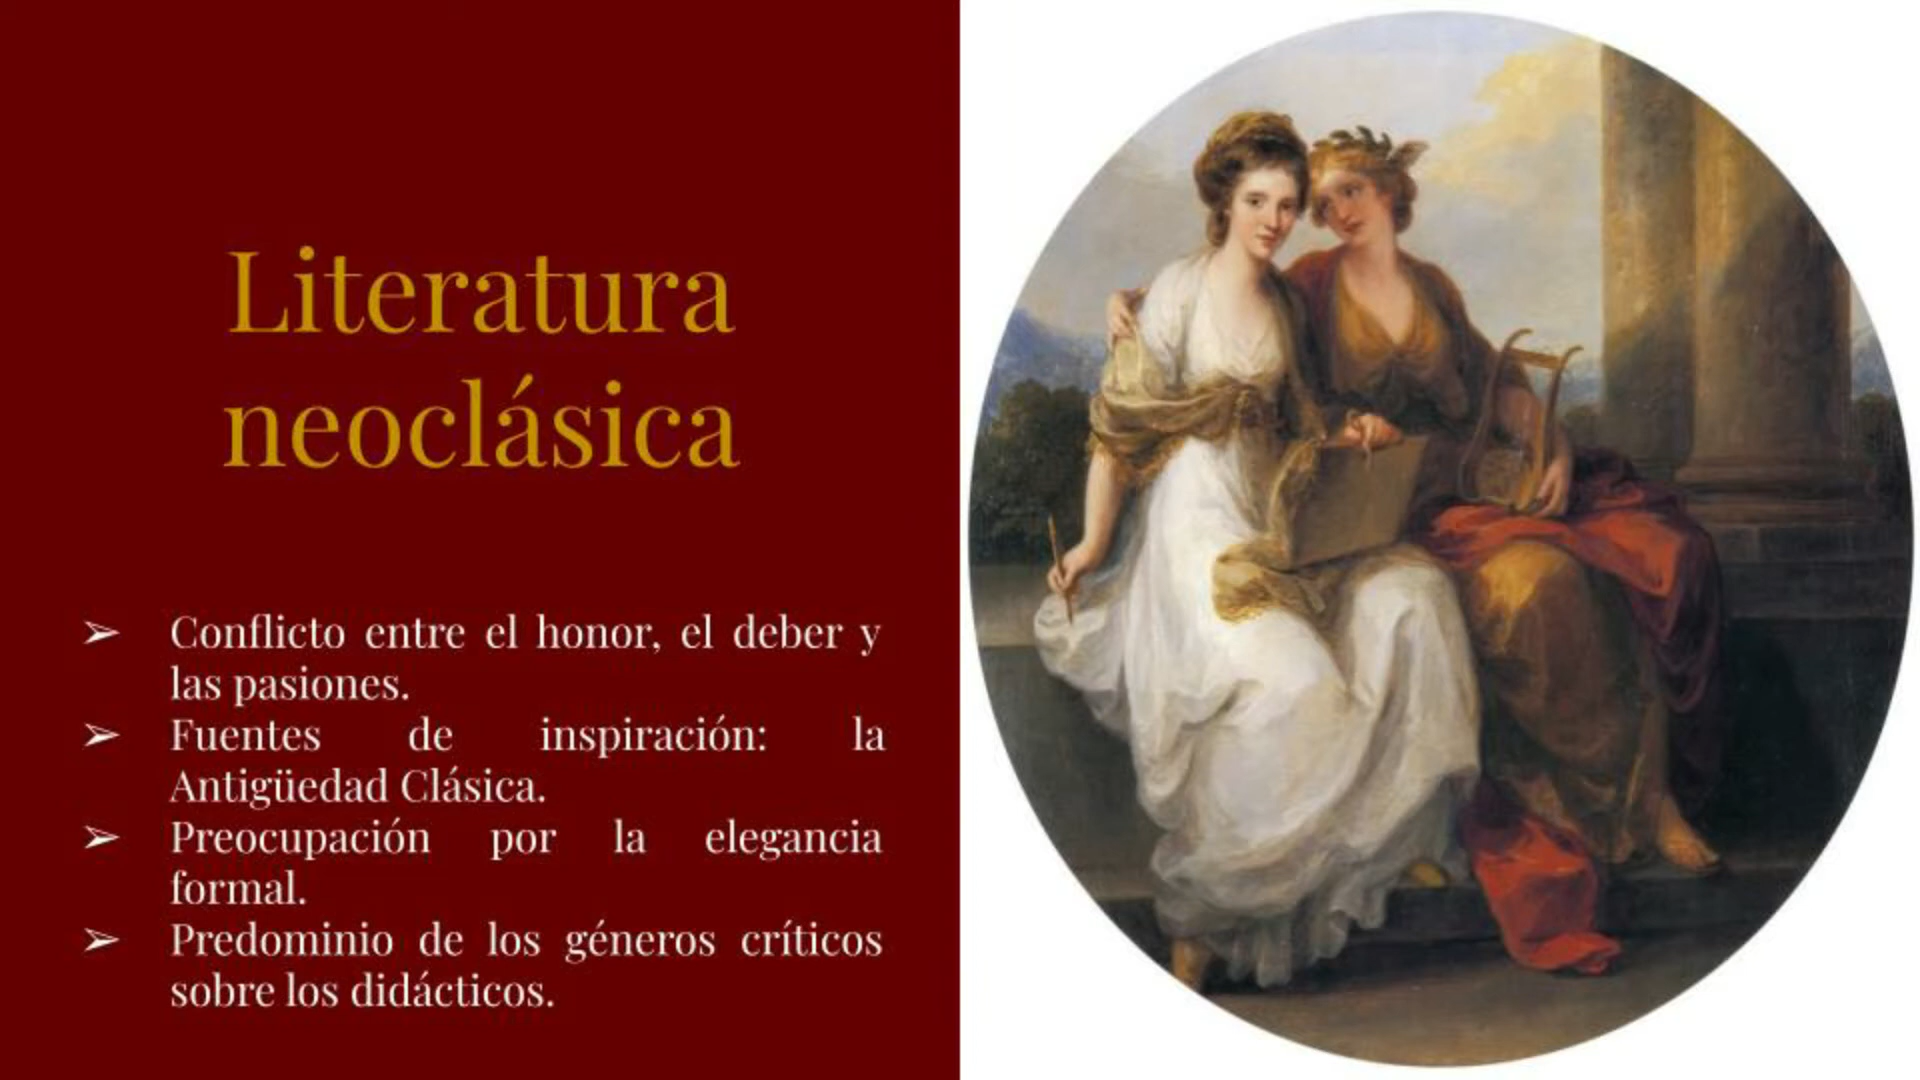 Literatura
neoclásica
➢ Conflicto entre el honor, el deber y
las pasiones.
➢ Fuentes de inspiración: la
Antigüedad Clásica.
➢ Preocupación por la elegancia
formal.
➢ Predominio de los géneros críticos
sobre los didácticos.